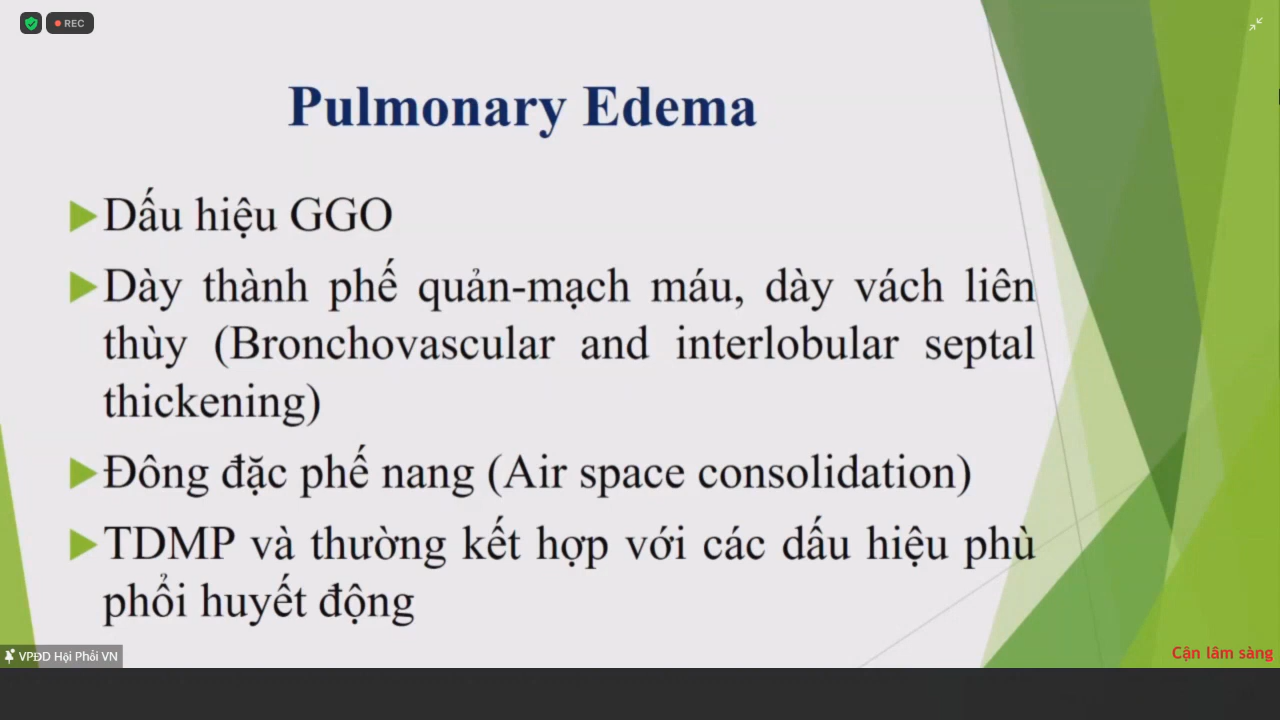 REC
Pulmonary Edema
Dấu hiệu GGO
Dày thành phế quản-mạch máu, dày vách liên
thùy (Bronchovascular and interlobular septal
thickening)
Đông đặc phế nang (Air space consolidation)
TDMP và thường kết hợp với các dấu hiệu phù
phổi huyết động
VPĐD Hội Phổi VN
Cận lâm sàng